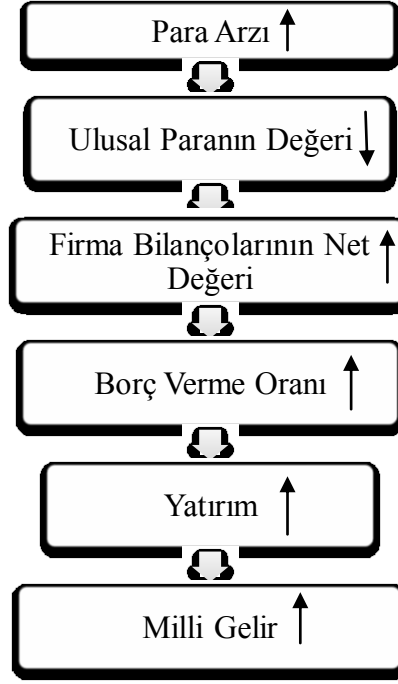 Para Arzı
Ulusal Paranın Değeri
Firma Bilançolarının Net
Değeri
Borç Verme Oranı
Yatırım
Milli Gelir